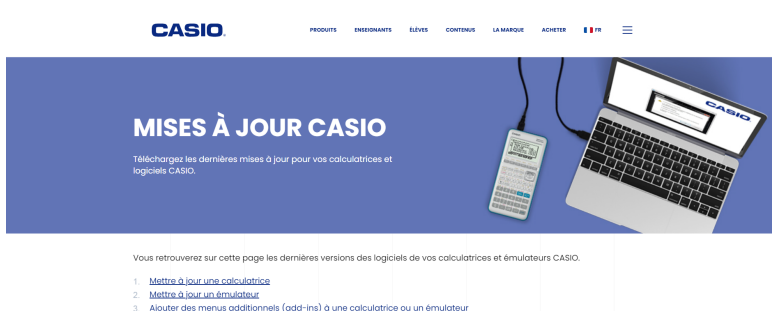 CASIO
PRODUITS ENSEIGNANTS ÉLÈVES CONTENUS LA MARQUE ACHETER FR
MISES À JOUR CASIO
Téléchargez les dernières mises à jour pour vos calculatrices et
logiciels CASIO.
CASIO
Vous retrouverez sur cette page les dernières versions des logiciels de vos calculatrices et émulateurs CASIO.
1. Mettre à jour une calculatrice
2. Mettre à jour un émulateur
3. Ajouter des menus additionnels (add-ins) à une calculatrice ou un émulateur